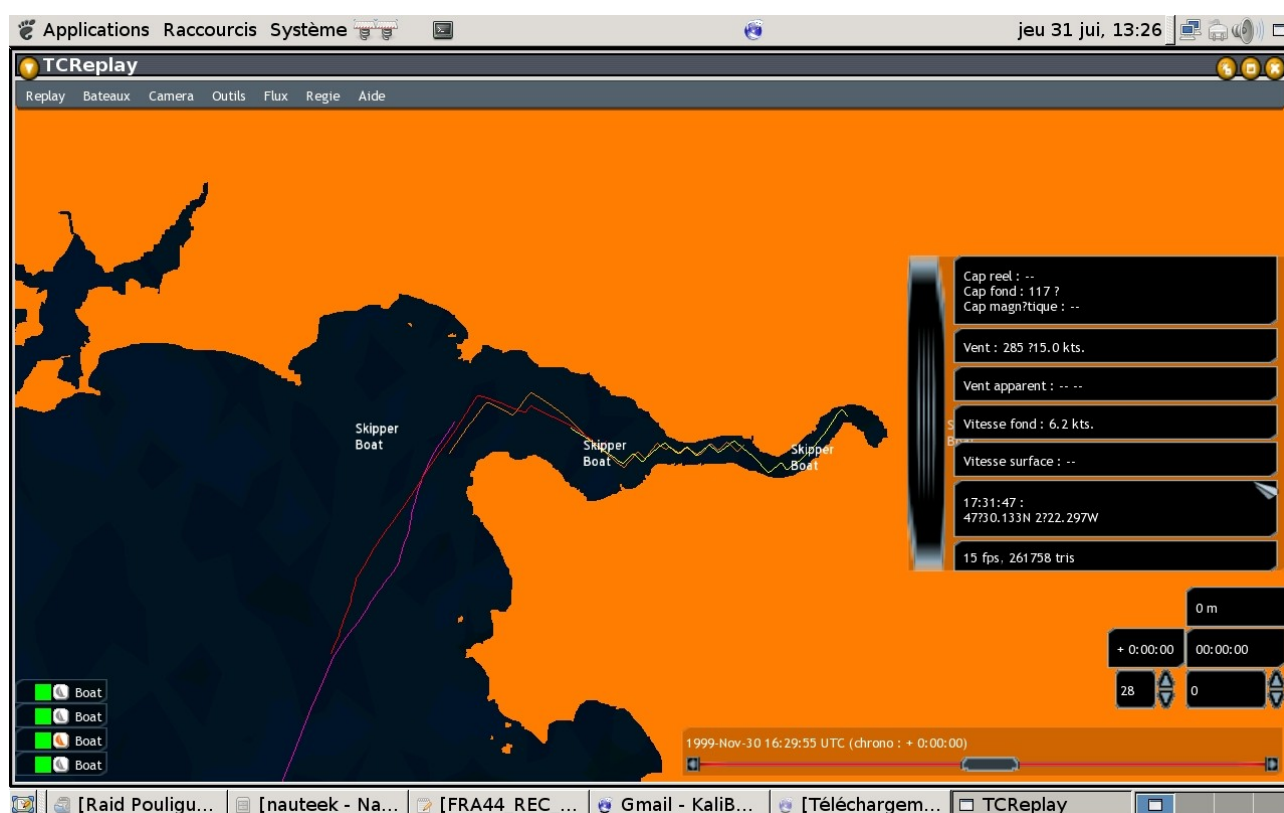 Applications Raccourcis Système
jeu 31 jui, 13:26
TCReplay
Replay Bateaux Camera Outils Flux Regie Aide
Cap reel : --
Cap fond : 117 ?
Cap magn?tique : --
Vent : 285 ?15.0 kts.
Vent apparent : -- --
Vitesse fond : 6.2 kts.
Vitesse surface : --
17:31:47 :
47?30.133N 2?22.297W
15 fps, 261758 tris
Skipper
Boat
Skipper
Boat
Skipper
Boat
0 m
+ 0:00:00
00:00:00
28
0
Boat
Boat
Boat
Boat
1999-Nov-30 16:29:55 UTC (chrono : + 0:00:00)
[Raid Pouligu... [nauteek - Na... [FRA44 REC ... Gmail - KaliB... [Téléchargem... TCReplay